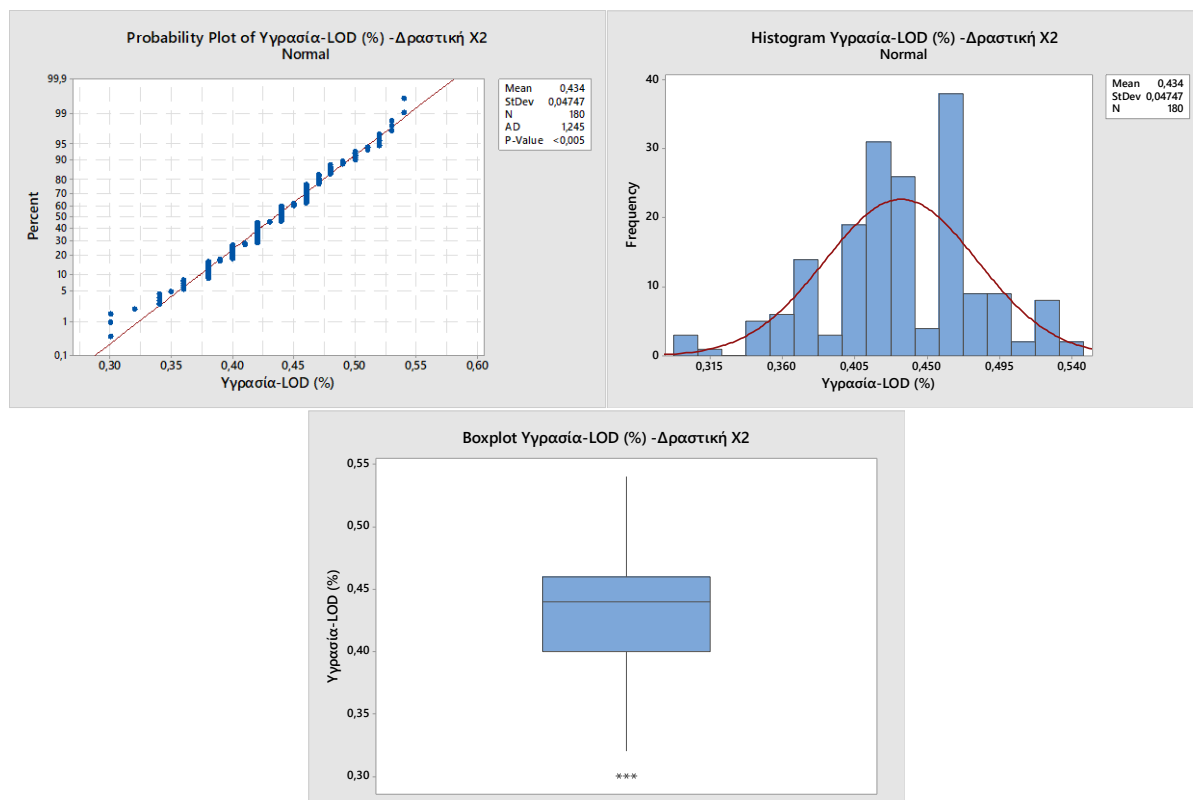 Probability Plot of Υγρασία-LOD (%) -Δραστική X2
Normal
99,9
99
95
90
80
70
60
50
40
30
20
10
5
1
0,1
Percent
0,30 0,35 0,40 0,45 0,50 0,55 0,60
Υγρασία-LOD (%)
Mean 0,434
StDev 0,04747
N 180
AD 1,245
P-Value <0,005
Histogram Υγρασία-LOD (%) -Δραστική X2
Normal
40
30
20
10
0
Frequency
0,315 0,360 0,405 0,450 0,495 0,540
Υγρασία-LOD (%)
Mean 0,434
StDev 0,04747
N 180
Boxplot Υγρασία-LOD (%) -Δραστική X2
0,55
0,50
0,45
0,40
0,35
0,30
Υγρασία-LOD (%)